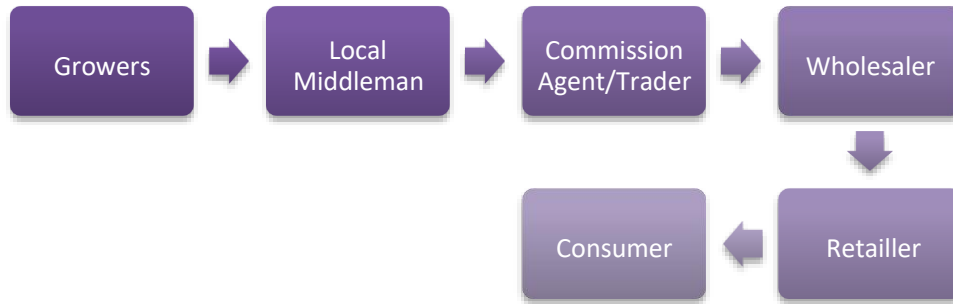 Growers
Local
Middleman
Commission
Agent/Trader
Wholesaler
Retailler
Consumer